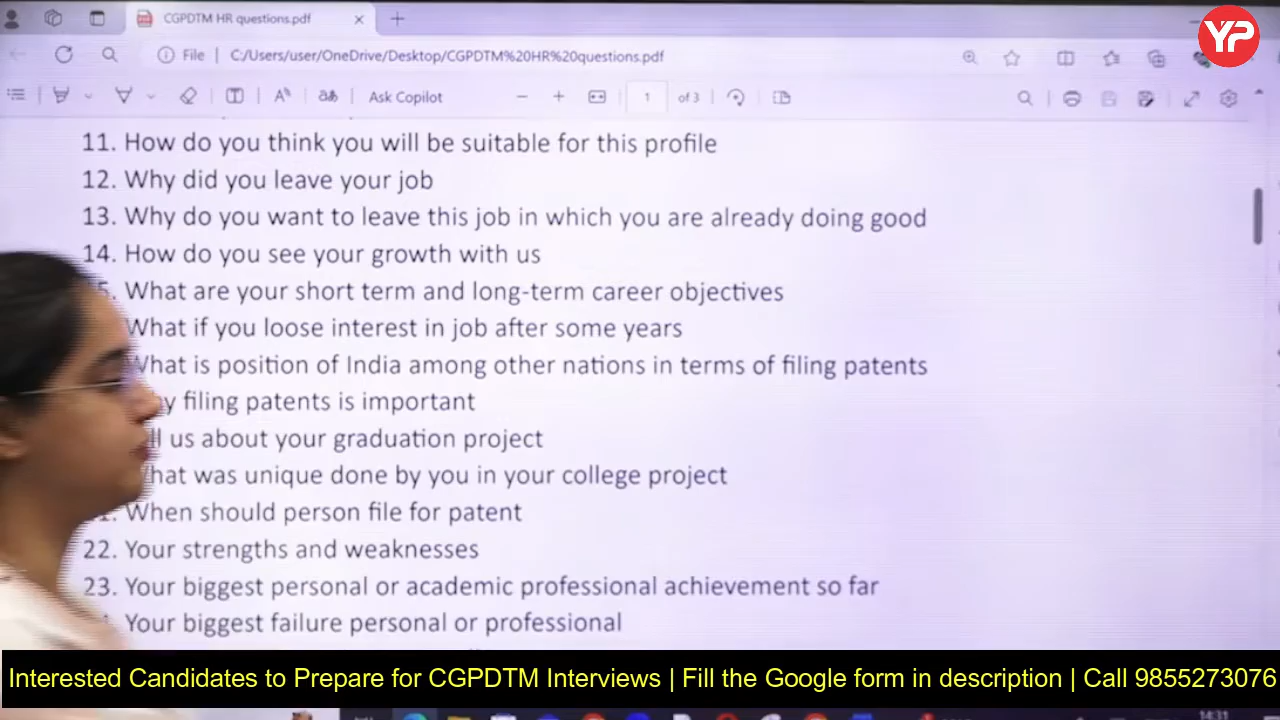 CGPDTM HR questions.pdf
YP
File | C:/Users/user/OneDrive/Desktop/CGPDTM%20HR%20questions.pdf
Ask Copilot
1 of 3
11. How do you think you will be suitable for this profile
12. Why did you leave your job
13. Why do you want to leave this job in which you are already doing good
14. How do you see your growth with us
5. What are your short term and long-term career objectives
What if you loose interest in job after some years
What is position of India among other nations in terms of filing patents
filing patents is important
us about your graduation project
hat was unique done by you in your college project
When should person file for patent
22. Your strengths and weaknesses
23. Your biggest personal or academic professional achievement so far
Your biggest failure personal or professional
Interested Candidates to Prepare for CGPDTM Interviews | Fill the Google form in description | Call 9855273076
14:31